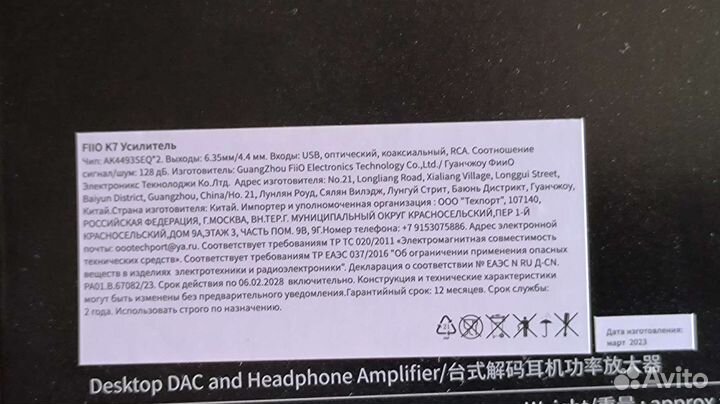 FIIO K7 Усилитель
Чип: AK4493SEQ*2. Выходы: 6.35мм/4.4 мм. Входы: USB, оптический, коаксиальный, RCA. Соотношение
сигнал/шум: 128 дБ. Изготовитель: GuangZhou FiiO Electronics Technology Co.,Ltd./ Гуанчжоу ФииО
Электроникс Текнолоджи Ко.Лтд. Адрес изготовителя: No.21, Longliang Road, Xialiang Village, Longgui Street,
Baiyun District, Guangzhou, China/Но. 21, Лунлян Роуд, Сялян Вилэдж, Лунгуй Стрит, Баюнь Дистрикт, Гуанчжоу,
Китай.Страна изготовителя: Китай. Импортер и уполномоченная организация : ООО "Техпорт", 107140,
РОССИЙСКАЯ ФЕДЕРАЦИЯ, Г.МОСКВА, ВН.ТЕР.Г. МУНИЦИПАЛЬНЫЙ ОКРУГ КРАСНОСЕЛЬСКИЙ,ПЕР 1-Й
КРАСНОСЕЛЬСКИЙ, ДОМ 9А,ЭТАЖ 3, ЧАСТЬ ПОМ. 9В, 9Г.Номер телефона: +7 9153075886. Адрес электронной
почты: oootechport@ya.ru. Соответствует требованиям ТР ТС 020/2011 «Электромагнитная совместимость
технических средств». Соответствует требованиям ТР ЕАЭС 037/2016 "Об ограничении применения опасных
веществ в изделиях электротехники и радиоэлектроники". Декларация о соответствии № ЕАЭС N RU Д-CN.
РА01.В.67082/23. Срок действия по 06.02.2028 включительно. Конструкция и технические характеристики
могут быть изменены без предварительного уведомления.Гарантийный срок: 12 месяцев. Срок службы:
2 года. Использовать строго по назначению.
21
Дата изготовления:
март 2023
Desktop DAC and Headphone Amplifier/台式解码耳机功率放大器
Weight/重量: approx
Avito